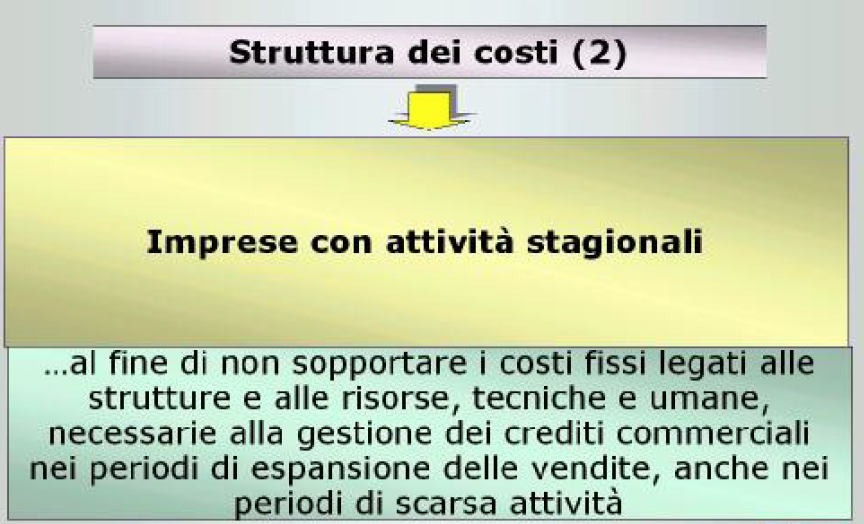 Struttura dei costi (2)
Imprese con attività stagionali
...al fine di non sopportare i costi fissi legati alle
strutture e alle risorse, tecniche e umane,
necessarie alla gestione dei crediti commerciali
nei periodi di espansione delle vendite, anche nei
periodi di scarsa attività